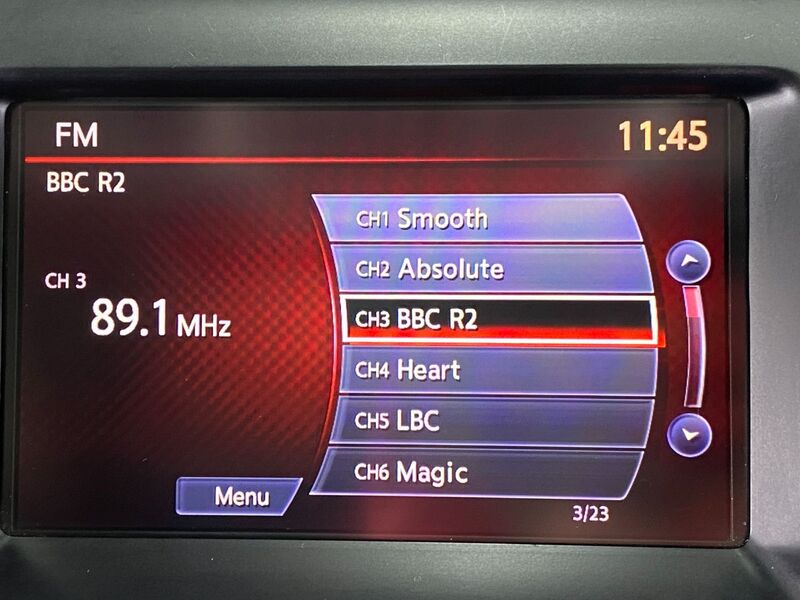 FM
11:45
BBC R2
CH 3
89.1 MHz
CH1 Smooth
CH2 Absolute
CH3 BBC R2
CH4 Heart
CH5 LBC
CH6 Magic
Menu
3/23